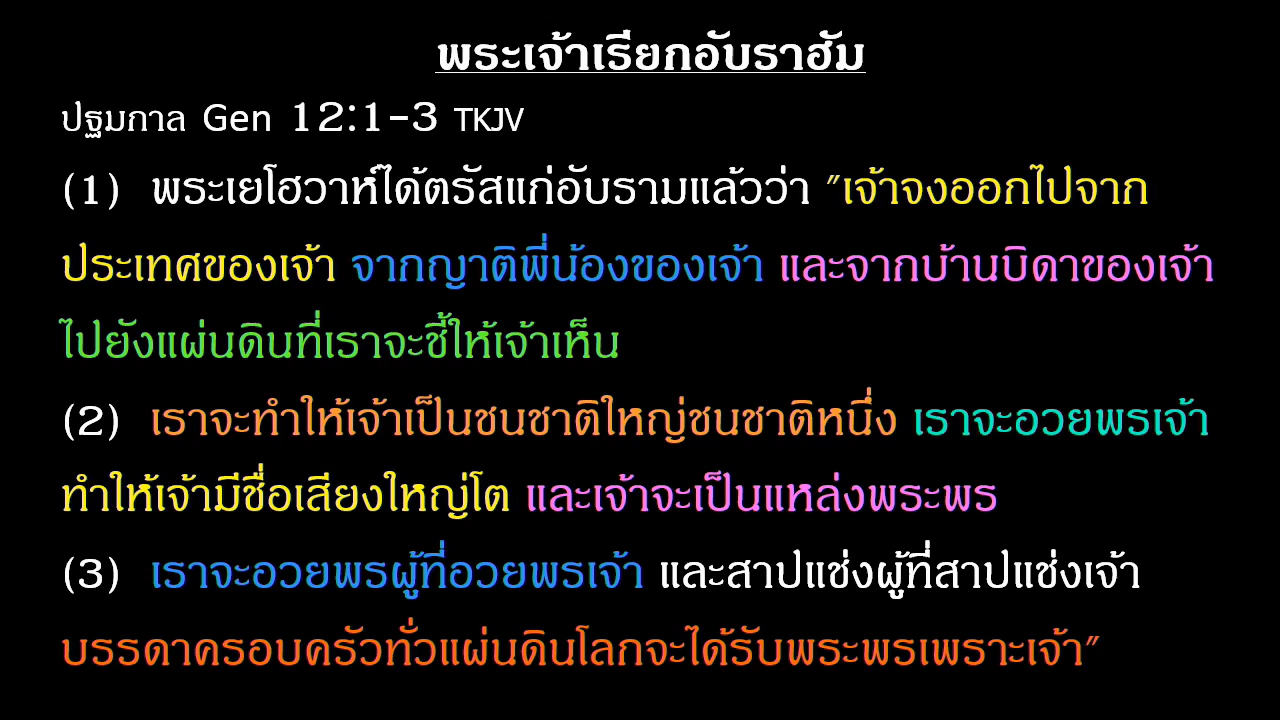 พระเจ้าเรียกอับราฮัม
ปฐมกาล Gen 12:1-3 TKJV
(1) พระเยโฮวาห์ได้ตรัสแก่อับรามแล้วว่า "เจ้าจงออกไปจาก
ประเทศของเจ้า จากญาติพี่น้องของเจ้า และจากบ้านบิดาของเจ้า
ไปยังแผ่นดินที่เราจะชี้ให้เจ้าเห็น
(2) เราจะทำให้เจ้าเป็นชนชาติใหญ่ชนชาติหนึ่ง เราจะอวยพรเจ้า
ทำให้เจ้ามีชื่อเสียงใหญ่โต และเจ้าจะเป็นแหล่งพระพร
(3) เราจะอวยพรผู้ที่อวยพรเจ้า และสาปแช่งผู้ที่สาปแช่งเจ้า
บรรดาครอบครัวทั่วแผ่นดินโลกจะได้รับพระพรเพราะเจ้า"